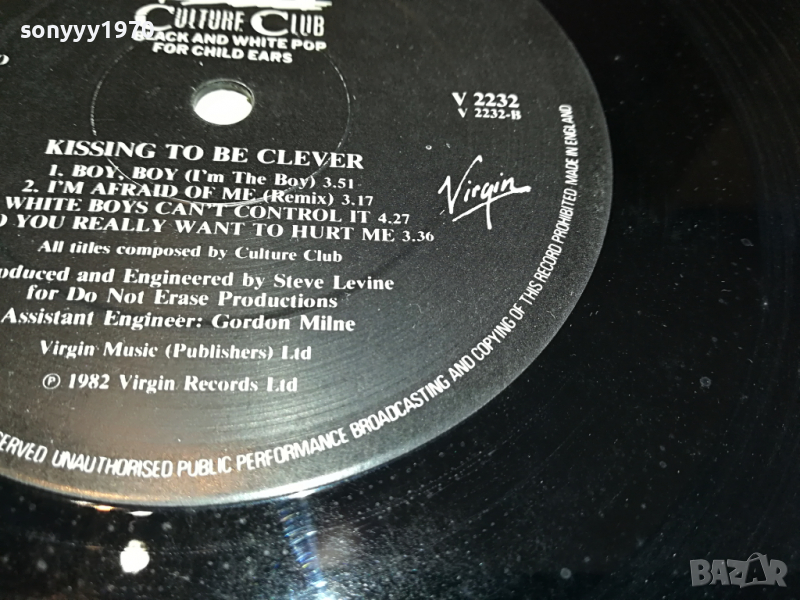 sonyyy1970
CULTURE CLUB
BLACK AND WHITE POP
FOR CHILD EARS
V 2232
V 2232-B
KISSING TO BE CLEVER
1. BOY, BOY (I'm The Boy) 3.51
2. I'M AFRAID OF ME (Remix) 3.17
WHITE BOYS CAN'T CONTROL IT 4.27
YOU REALLY WANT TO HURT ME 3.36
All titles composed by Culture Club
oduced and Engineered by Steve Levine
for Do Not Erase Productions
Assistant Engineer: Gordon Milne
Virgin Music (Publishers) Ltd
℗ 1982 Virgin Records Ltd
Virgin
SERVED UNAUTHORISED PUBLIC PERFORMANCE BROADCASTING AND COPYING OF THIS RECORD PROHIBITED MADE IN ENGLAND
BAZAR